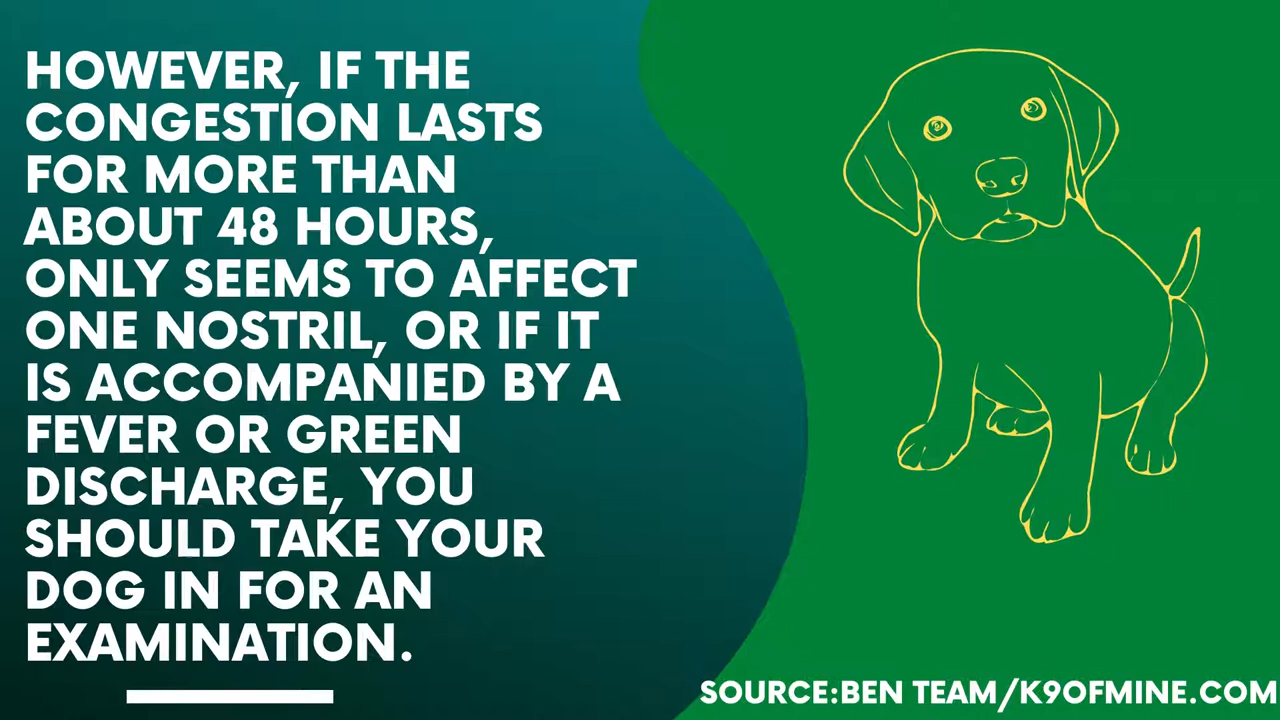 HOWEVER, IF THE
CONGESTION LASTS
FOR MORE THAN
ABOUT 48 HOURS,
ONLY SEEMS TO AFFECT
ONE NOSTRIL, OR IF IT
IS ACCOMPANIED BY A
FEVER OR GREEN
DISCHARGE, YOU
SHOULD TAKE YOUR
DOG IN FOR AN
EXAMINATION.
SOURCE:BEN TEAM/K9OFMINE.COM